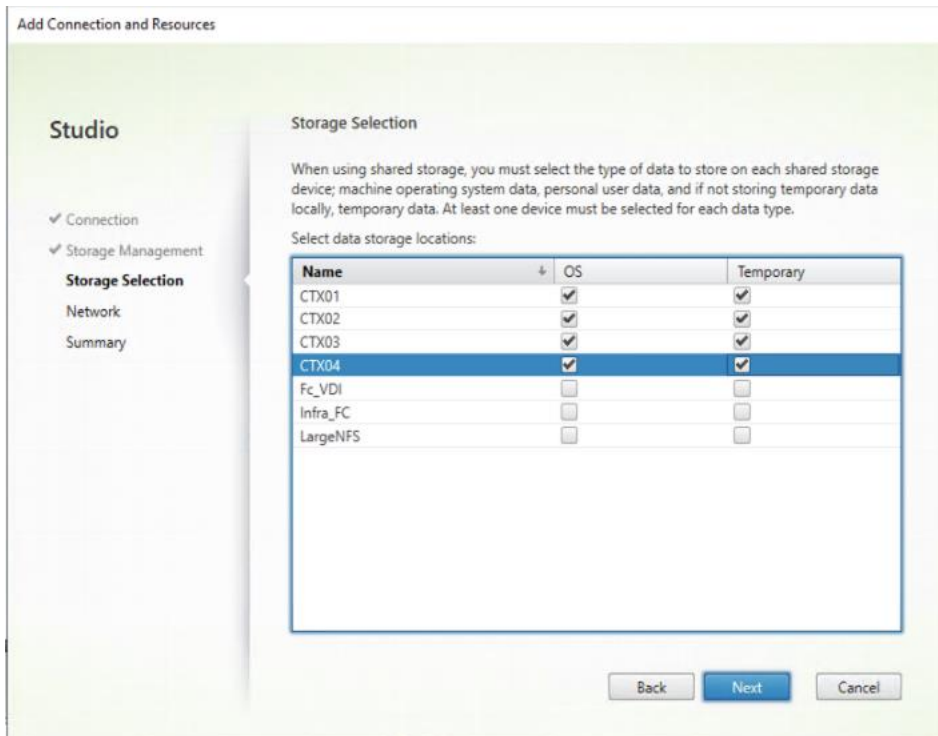 Add Connection and Resources
Studio
Connection
Storage Management
Storage Selection
Network
Summary
Storage Selection
When using shared storage, you must select the type of data to store on each shared storage
device; machine operating system data, personal user data, and if not storing temporary data
locally, temporary data. At least one device must be selected for each data type.
Select data storage locations:
Name OS Temporary
CTX01
CTX02
CTX03
CTX04
Fc_VDI
Infra_FC
LargeNFS
Back Next Cancel